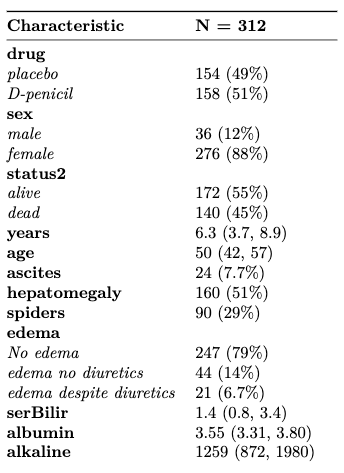 Characteristic N = 312
drug
placebo 154 (49%)
D-penicil 158 (51%)
sex
male 36 (12%)
female 276 (88%)
status2
alive 172 (55%)
dead 140 (45%)
years 6.3 (3.7, 8.9)
age 50 (42, 57)
ascites 24 (7.7%)
hepatomegaly 160 (51%)
spiders 90 (29%)
edema
No edema 247 (79%)
edema no diuretics 44 (14%)
edema despite diuretics 21 (6.7%)
serBilir 1.4 (0.8, 3.4)
albumin 3.55 (3.31, 3.80)
alkaline 1259 (872, 1980)